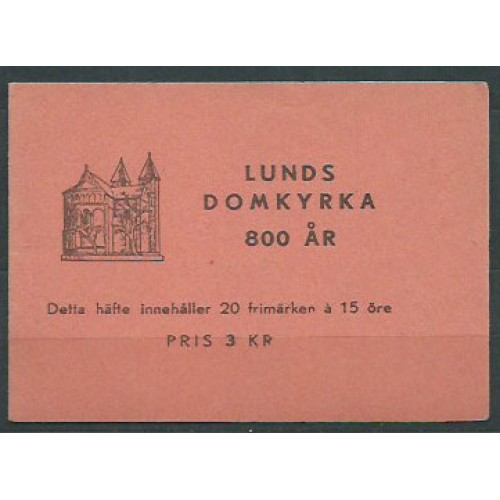 LUNDS
DOMKYRKA
800 ÅR
Detta häfte innehåller 20 frimärken à 15 öre
PRIS 3 KR